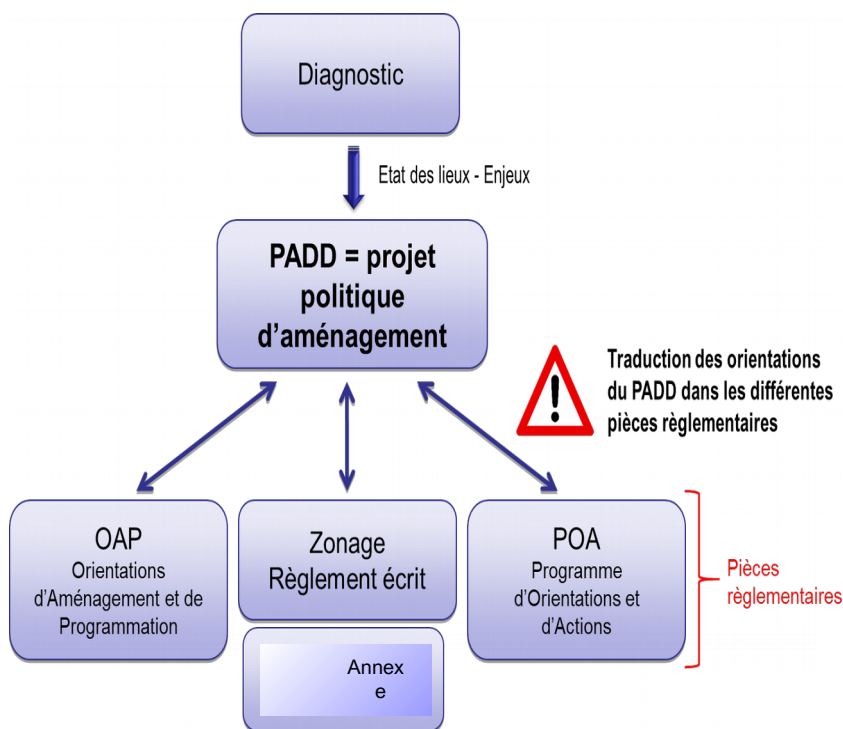 Diagnostic
Etat des lieux - Enjeux
PADD = projet
politique
d'aménagement
Traduction des orientations
du PADD dans les différentes
pièces règlementaires
OAP
Orientations
d'Aménagement et de
Programmation
Zonage
Règlement écrit
Annex
e
POA
Programme
d'Orientations et
d'Actions
Pièces
règlementaires